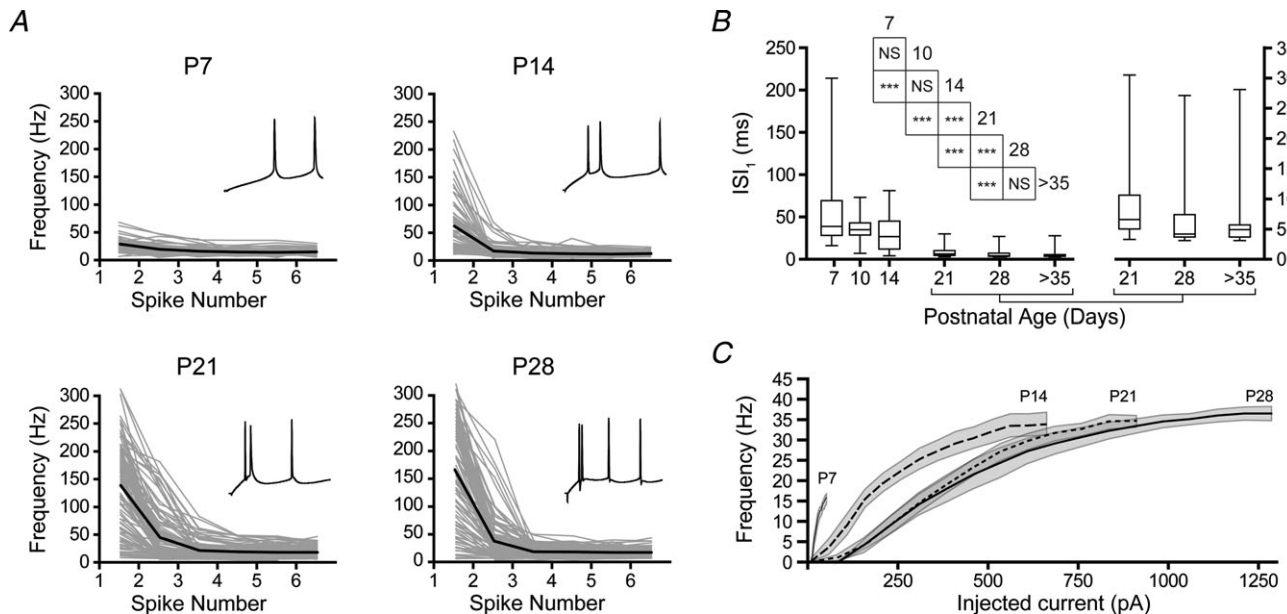 A
P7
300
250
200
150
100
50
0
Frequency (Hz)
1 2 3 4 5 6
Spike Number
P14
300
250
200
150
100
50
0
1 2 3 4 5 6
Spike Number
P21
300
250
200
150
100
50
0
Frequency (Hz)
1 2 3 4 5 6
Spike Number
P28
300
250
200
150
100
50
0
1 2 3 4 5 6
Spike Number
B
250
200
150
100
50
0
ISI1 (ms)
7
NS 10
*** NS 14
*** *** 21
*** *** 28
*** NS >35
7 10 14 21 28 >35
21 28 >35
Postnatal Age (Days)
C
45
40
35
30
25
20
15
10
5
0
Frequency (Hz)
P7
P14
P21
P28
250 500 750 1000 1250
Injected current (pA)